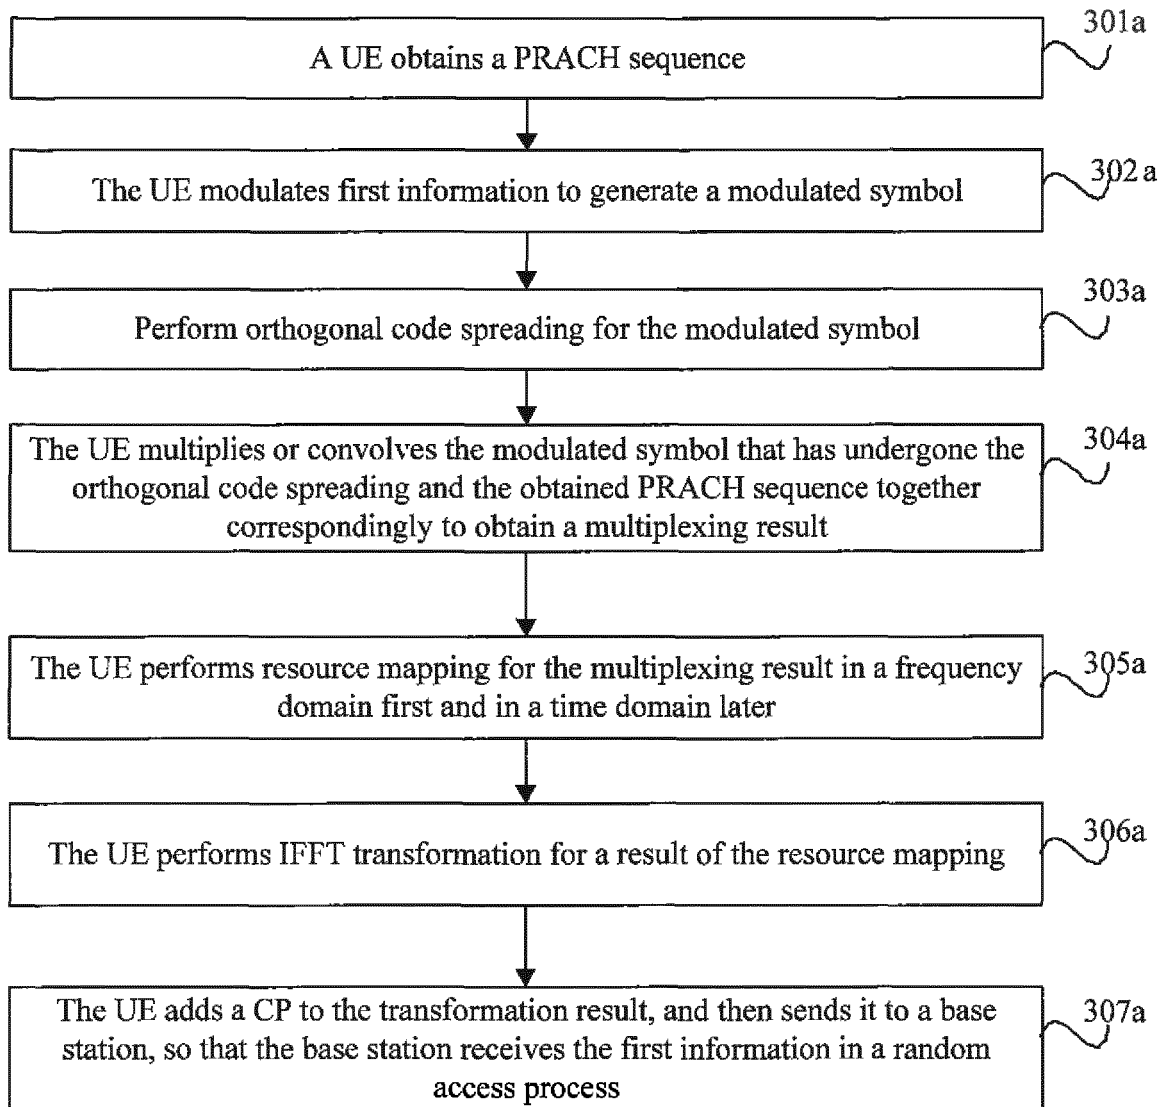 301a
A UE obtains a PRACH sequence
302a
The UE modulates first information to generate a modulated symbol
303a
Perform orthogonal code spreading for the modulated symbol
304a
The UE multiplies or convolves the modulated symbol that has undergone the
orthogonal code spreading and the obtained PRACH sequence together
correspondingly to obtain a multiplexing result
305a
The UE performs resource mapping for the multiplexing result in a frequency
domain first and in a time domain later
306a
The UE performs IFFT transformation for a result of the resource mapping
307a
The UE adds a CP to the transformation result, and then sends it to a base
station, so that the base station receives the first information in a random
access process